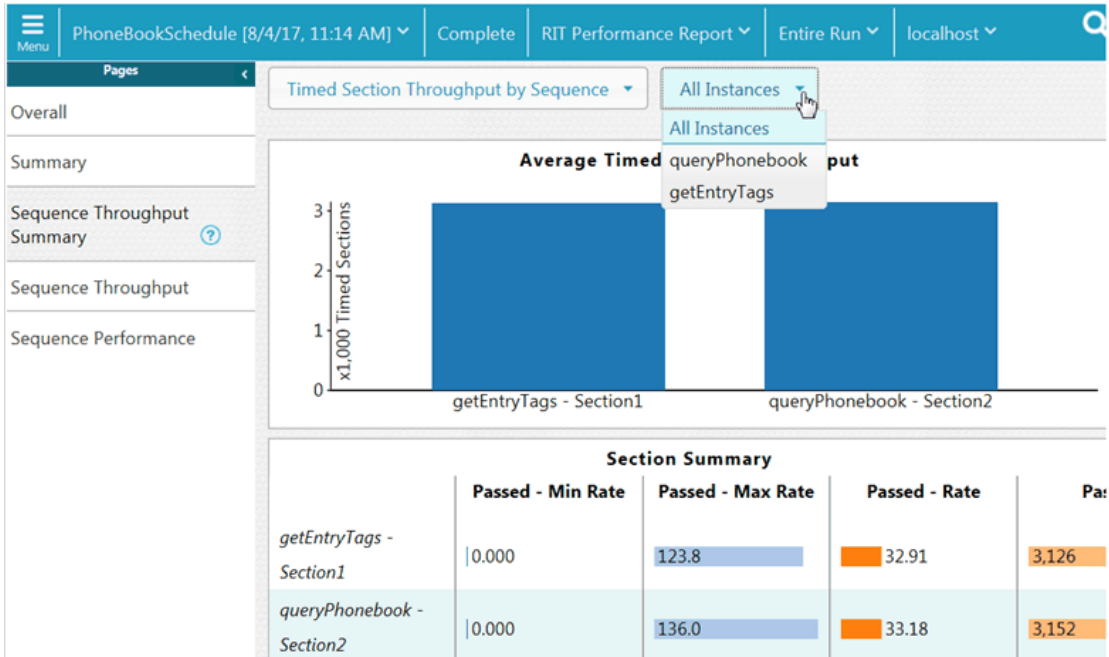 Menu
PhoneBookSchedule [8/4/17, 11:14 AM]
Complete
RIT Performance Report
Entire Run
localhost
Pages
Overall
Summary
Sequence Throughput
Summary
?
Sequence Throughput
Sequence Performance
Timed Section Throughput by Sequence
All Instances
All Instances
queryPhonebook
getEntryTags
Average Timed
put
x1,000 Timed Sections
3
2
1
0
getEntryTags - Section1
queryPhonebook - Section2
Section Summary
Passed - Min Rate
Passed - Max Rate
Passed - Rate
getEntryTags -
Section1
0.000
123.8
32.91
3,126
queryPhonebook -
Section2
0.000
136.0
33.18
3,152